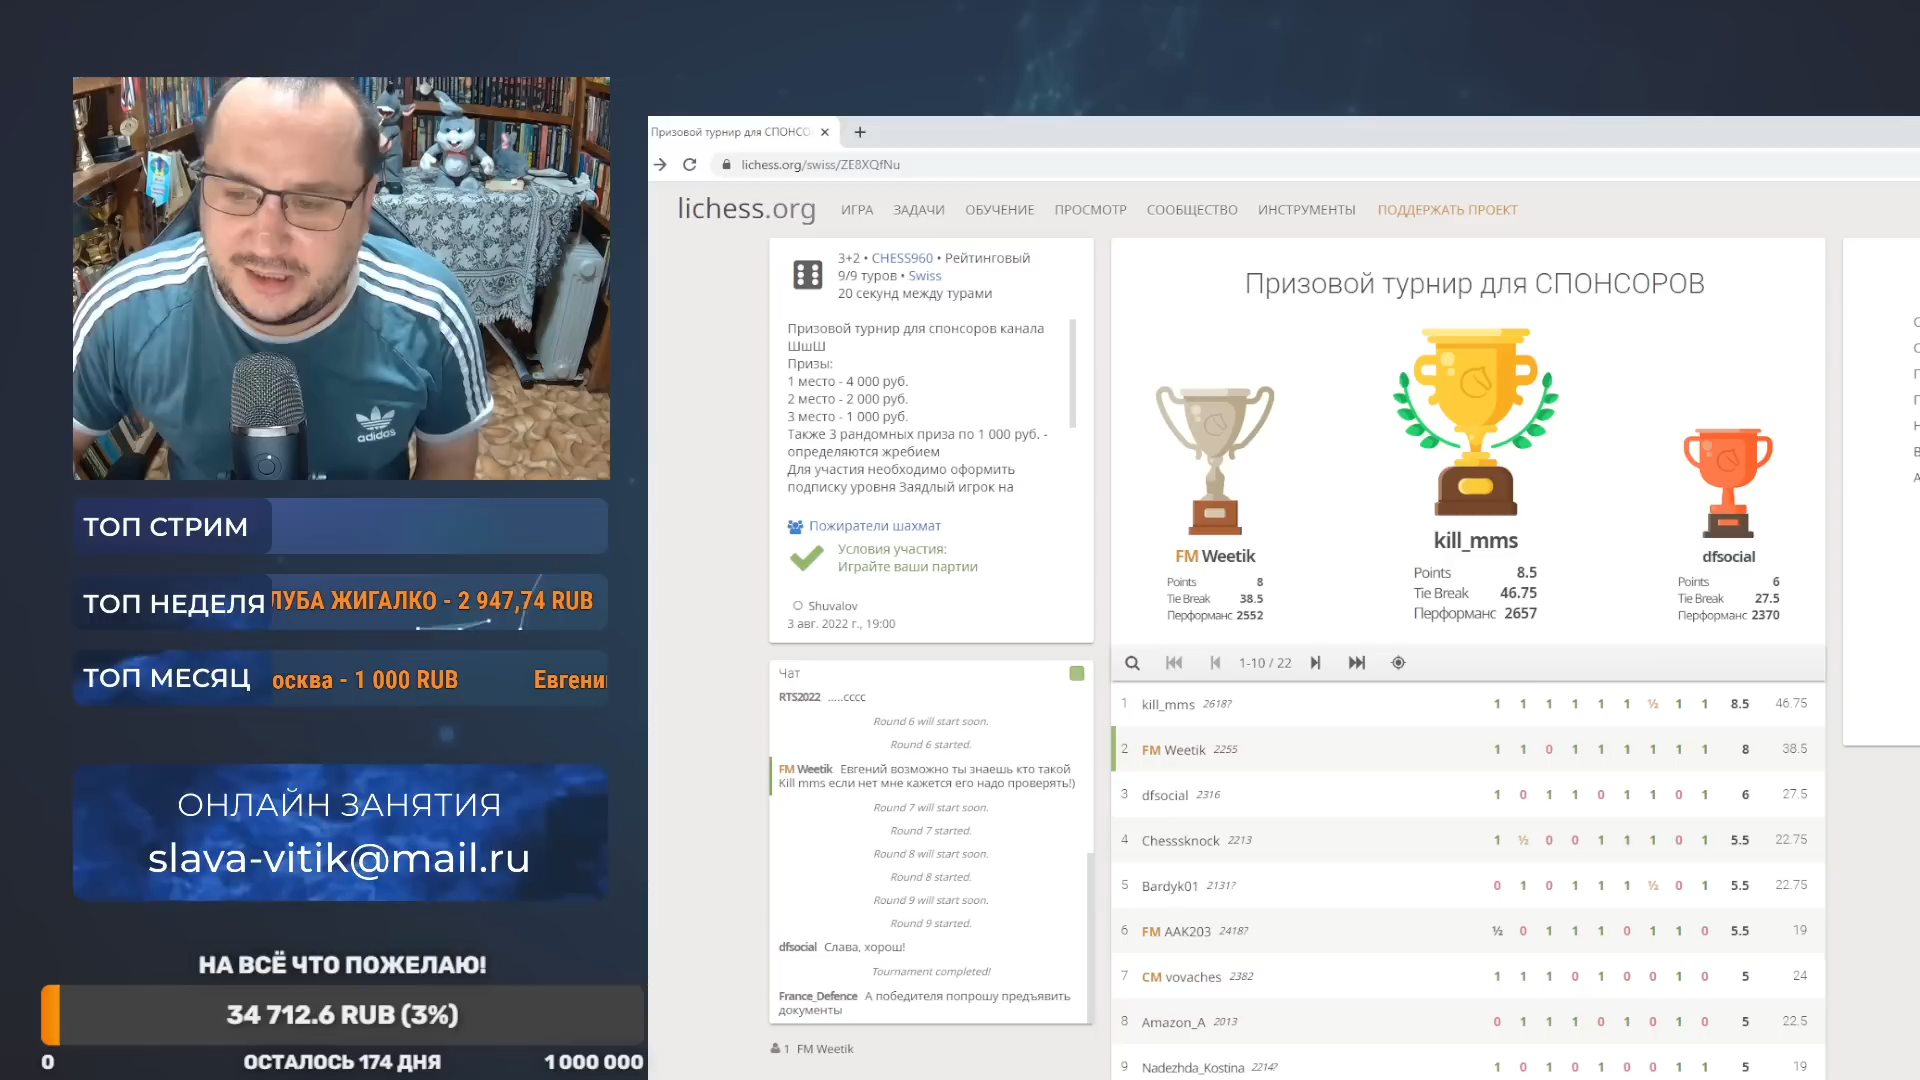 adidas
ТОП СТРИМ
ТОП НЕДЕЛЯ
ЛУБА ЖИГАЛКО - 2 947,74 RUB
ТОП МЕСЯЦ
осква - 1 000 RUB
Евгени
ОНЛАЙН ЗАНЯТИЯ
slava-vitik@mail.ru
НА ВСЁ ЧТО ПОЖЕЛАЮ!
34 712.6 RUB (3%)
0 ОСТАЛОСЬ 174 ДНЯ 1 000 000
Призовой турнир для СПОНСО
lichess.org/swiss/ZE8XQfNu
lichess.org ИГРА ЗАДАЧИ ОБУЧЕНИЕ ПРОСМОТР СООБЩЕСТВО ИНСТРУМЕНТЫ ПОДДЕРЖАТЬ ПРОЕКТ
3+2 • CHESS960 • Рейтинговый
9/9 туров • Swiss
20 секунд между турами
Призовой турнир для спонсоров канала
ШшШ
Призы:
1 место - 4 000 руб.
2 место - 2 000 руб.
3 место - 1 000 руб.
Также 3 рандомных приза по 1 000 руб. -
определяются жребием
Для участия необходимо оформить
подписку уровня Заядлый игрок на
Пожиратели шахмат
Условия участия:
Играйте ваши партии
Shuvalov
3 авг. 2022 г., 19:00
Чат
RTS2022 .....сссс
Round 6 will start soon.
Round 6 started.
FM Weetik Евгений возможно ты знаешь кто такой
Kill mms если нет мне кажется его надо проверять!)
Round 7 will start soon.
Round 7 started.
Round 8 will start soon.
Round 8 started.
Round 9 will start soon.
Round 9 started.
dfsocial Слава, хорош!
Tournament completed!
France_Defence А победителя попрошу предъявить
документы
1 FM Weetik
Призовой турнир для СПОНСОРОВ
FM Weetik
Points 8
Tie Break 38.5
Перформанс 2552
kill_mms
Points 8.5
Tie Break 46.75
Перформанс 2657
dfsocial
Points 6
Tie Break 27.5
Перформанс 2370
1-10 / 22
1 kill_mms 2618? 1 1 1 1 1 1 ½ 1 1 8.5 46.75
2 FM Weetik 2255 1 1 0 1 1 1 1 1 1 8 38.5
3 dfsocial 2316 1 0 1 1 0 1 1 0 1 6 27.5
4 Chesssknock 2213 1 ½ 0 0 1 1 1 0 1 5.5 22.75
5 Bardyk01 2131? 0 1 0 1 1 1 ½ 0 1 5.5 22.75
6 FM AAK203 2418? ½ 0 1 1 1 0 1 1 0 5.5 19
7 CM vovaches 2382 1 1 1 0 1 0 0 1 0 5 24
8 Amazon_A 2013 0 1 1 1 0 1 0 1 0 5 22.5
9 Nadezhda_Kostina 2214? 1 0 1 0 1 0 0 1 1 5 19